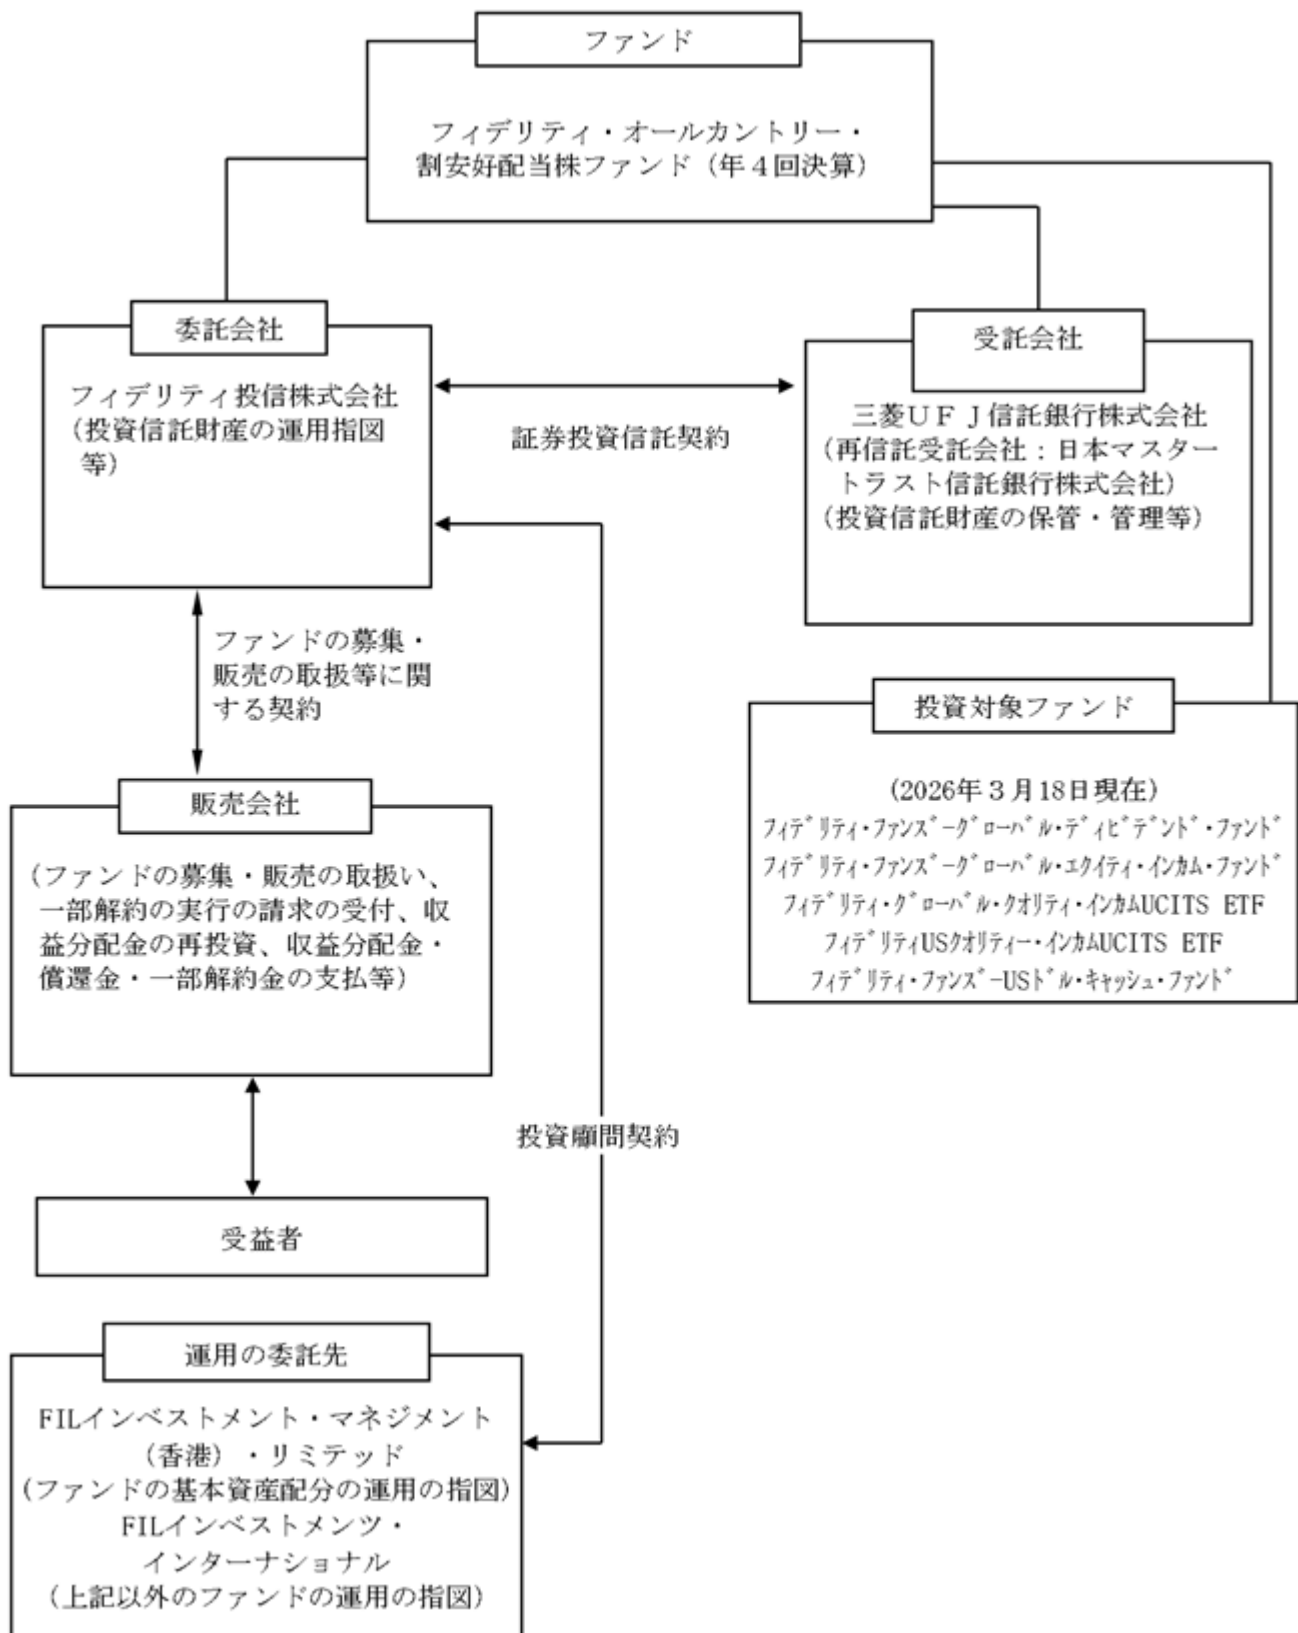 ファンド
フィデリティ・オールカントリー・
割安好配当株ファンド（年４回決算）
委託会社
フィデリティ投信株式会社
（投資信託財産の運用指図
等）
証券投資信託契約
受託会社
三菱ＵＦＪ信託銀行株式会社
（再信託受託会社：日本マスター
トラスト信託銀行株式会社）
（投資信託財産の保管・管理等）
ファンドの募集・
販売の取扱等に関
する契約
投資対象ファンド
(2026年３月18日現在)
ﾌｨﾃﾞﾘﾃｨ･ﾌｧﾝｽﾞｰｸﾞﾛｰﾊﾞﾙ･ﾃﾞｨﾋﾞﾃﾞﾝﾄﾞ･ﾌｧﾝﾄﾞ
ﾌｨﾃﾞﾘﾃｨ･ﾌｧﾝｽﾞｰｸﾞﾛｰﾊﾞﾙ･ｴｸｲﾃｨ･ｲﾝｶﾑ･ﾌｧﾝﾄﾞ
ﾌｨﾃﾞﾘﾃｨ･ｸﾞﾛｰﾊﾞﾙ･ｸｵﾘﾃｨ･ｲﾝｶﾑUCITS ETF
ﾌｨﾃﾞﾘﾃｨUSｸｵﾘﾃｨｰ･ｲﾝｶﾑUCITS ETF
ﾌｨﾃﾞﾘﾃｨ･ﾌｧﾝｽﾞｰUSﾄﾞﾙ･ｷｬｯｼｭ･ﾌｧﾝﾄﾞ
販売会社
（ファンドの募集・販売の取扱い、
一部解約の実行の請求の受付、収
益分配金の再投資、収益分配金・
償還金・一部解約金の支払等）
投資顧問契約
受益者
運用の委託先
FILインベストメント・マネジメント
（香港）・リミテッド
(ファンドの基本資産配分の運用の指図)
FILインベストメンツ・
インターナショナル
（上記以外のファンドの運用の指図）